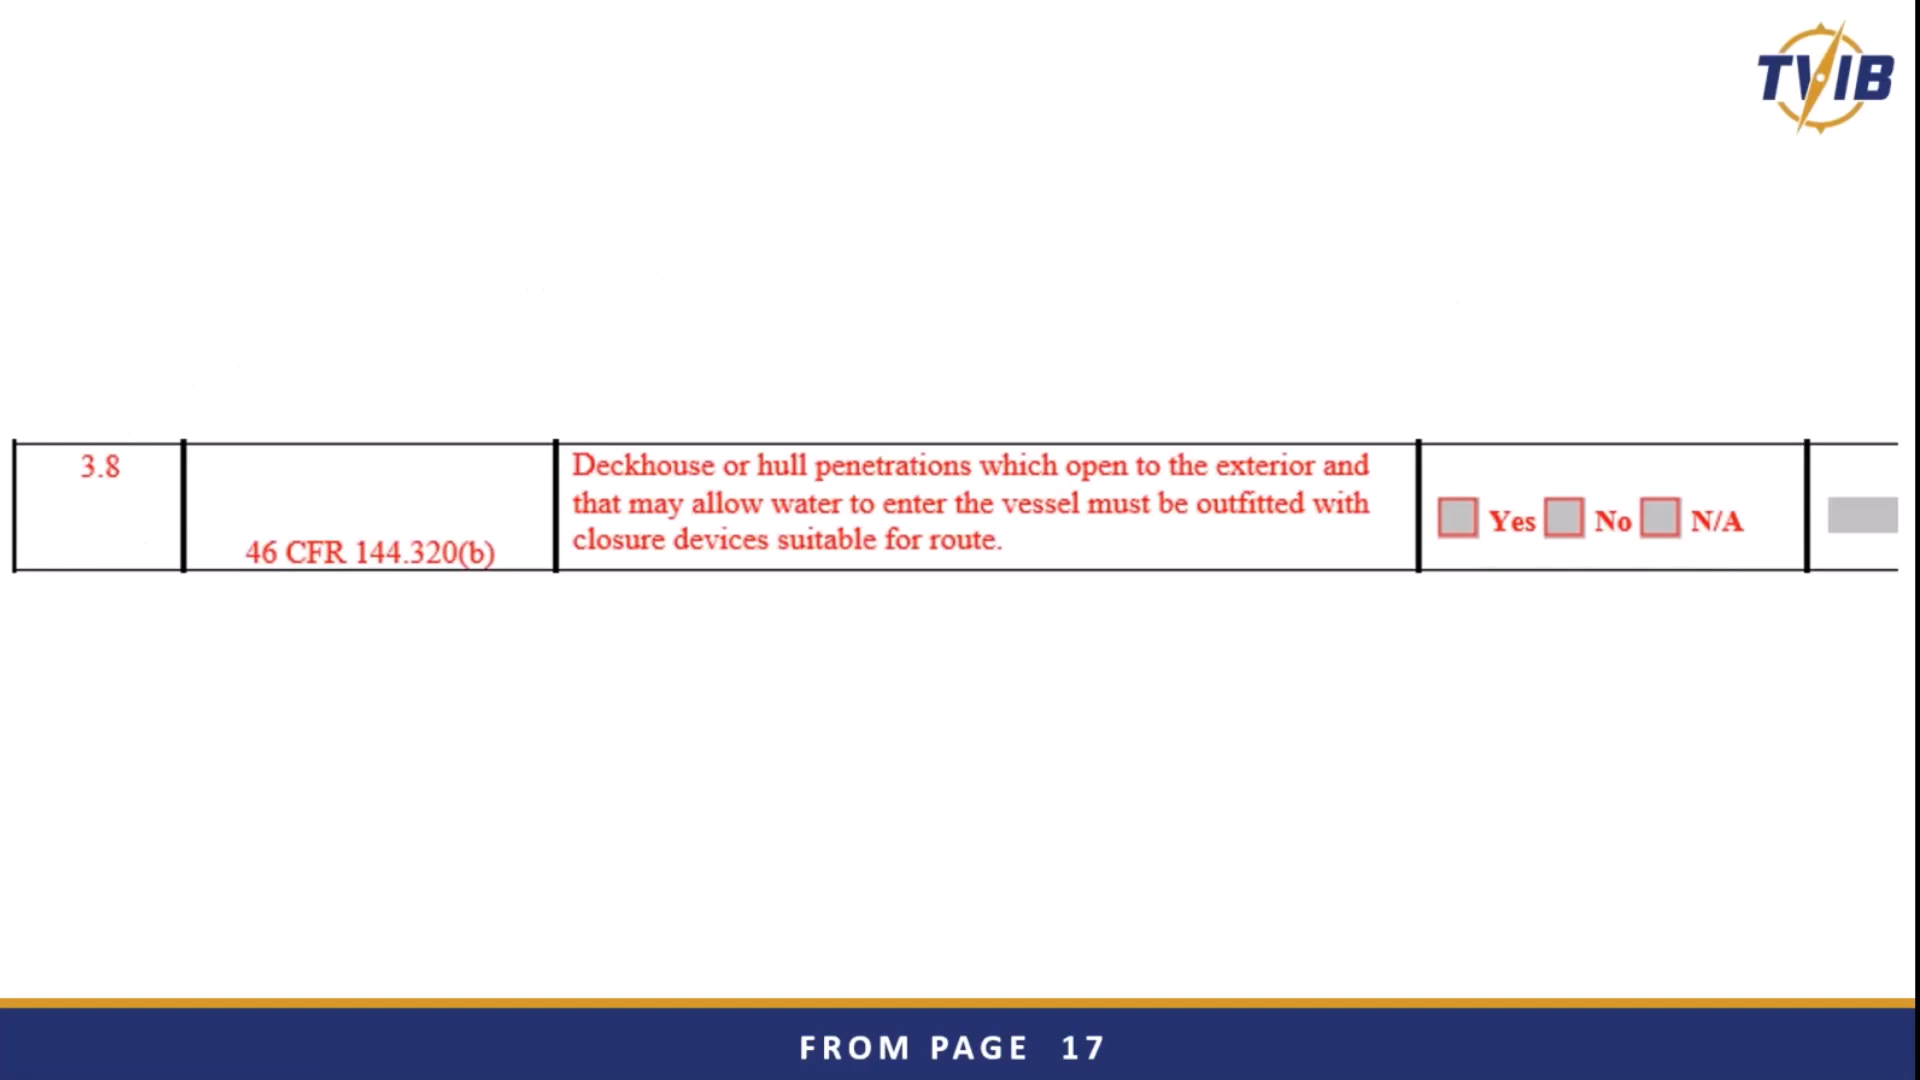 TVIB
3.8
46 CFR 144.320(b)
Deckhouse or hull penetrations which open to the exterior and
that may allow water to enter the vessel must be outfitted with
closure devices suitable for route.
Yes No N/A
FROM PAGE 17